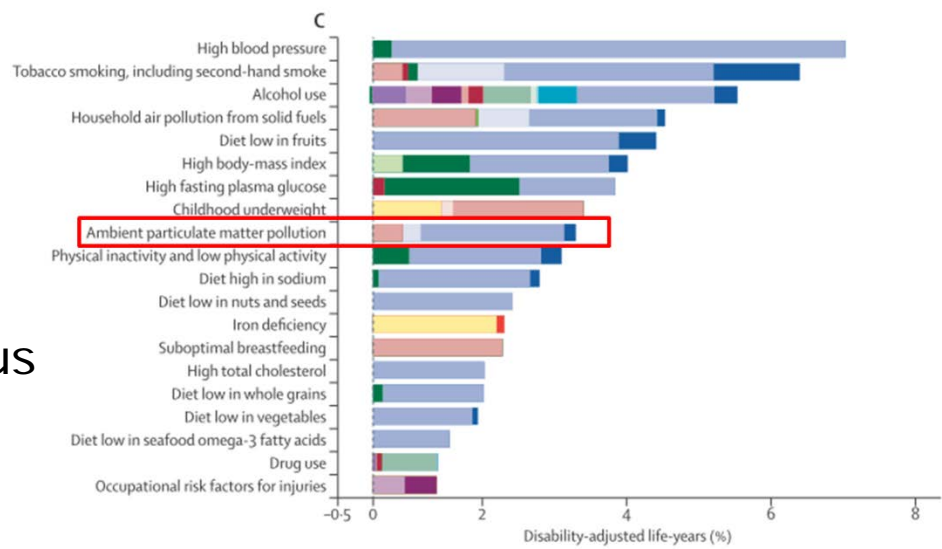 C
High blood pressure
Tobacco smoking, including second-hand smoke
Alcohol use
Household air pollution from solid fuels
Diet low in fruits
High body-mass index
High fasting plasma glucose
Childhood underweight
Ambient particulate matter pollution
Physical inactivity and low physical activity
Diet high in sodium
Diet low in nuts and seeds
Iron deficiency
us
Suboptimal breastfeeding
High total cholesterol
Diet low in whole grains
Diet low in vegetables
Diet low in seafood omega-3 fatty acids
Drug use
Occupational risk factors for injuries
–0·5 0 2 4 6 8
Disability-adjusted life-years (%)